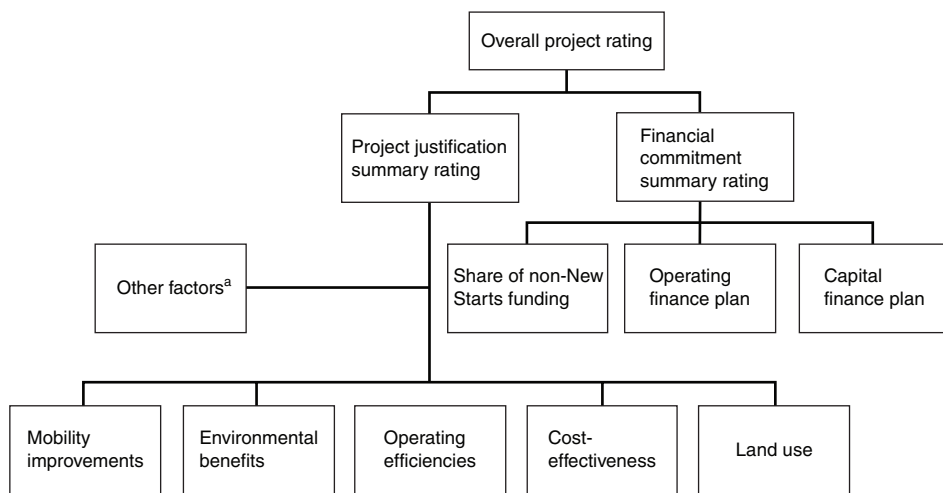 Overall project rating
Project justification
summary rating
Financial
commitment
summary rating
Other factorsᵃ
Share of non-New
Starts funding
Operating
finance plan
Capital
finance plan
Mobility
improvements
Environmental
benefits
Operating
efficiencies
Cost-
effectiveness
Land use